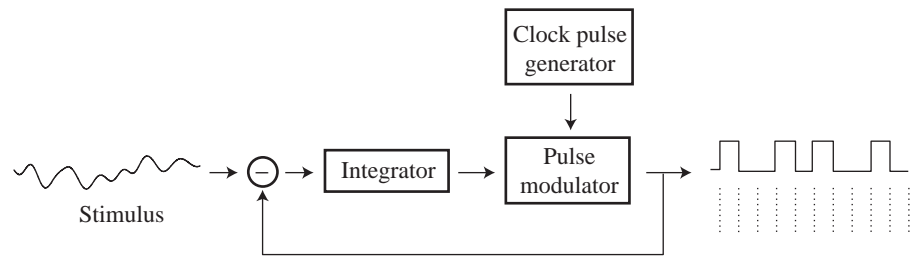 Clock pulse
generator
−
Integrator
Pulse
modulator
Stimulus